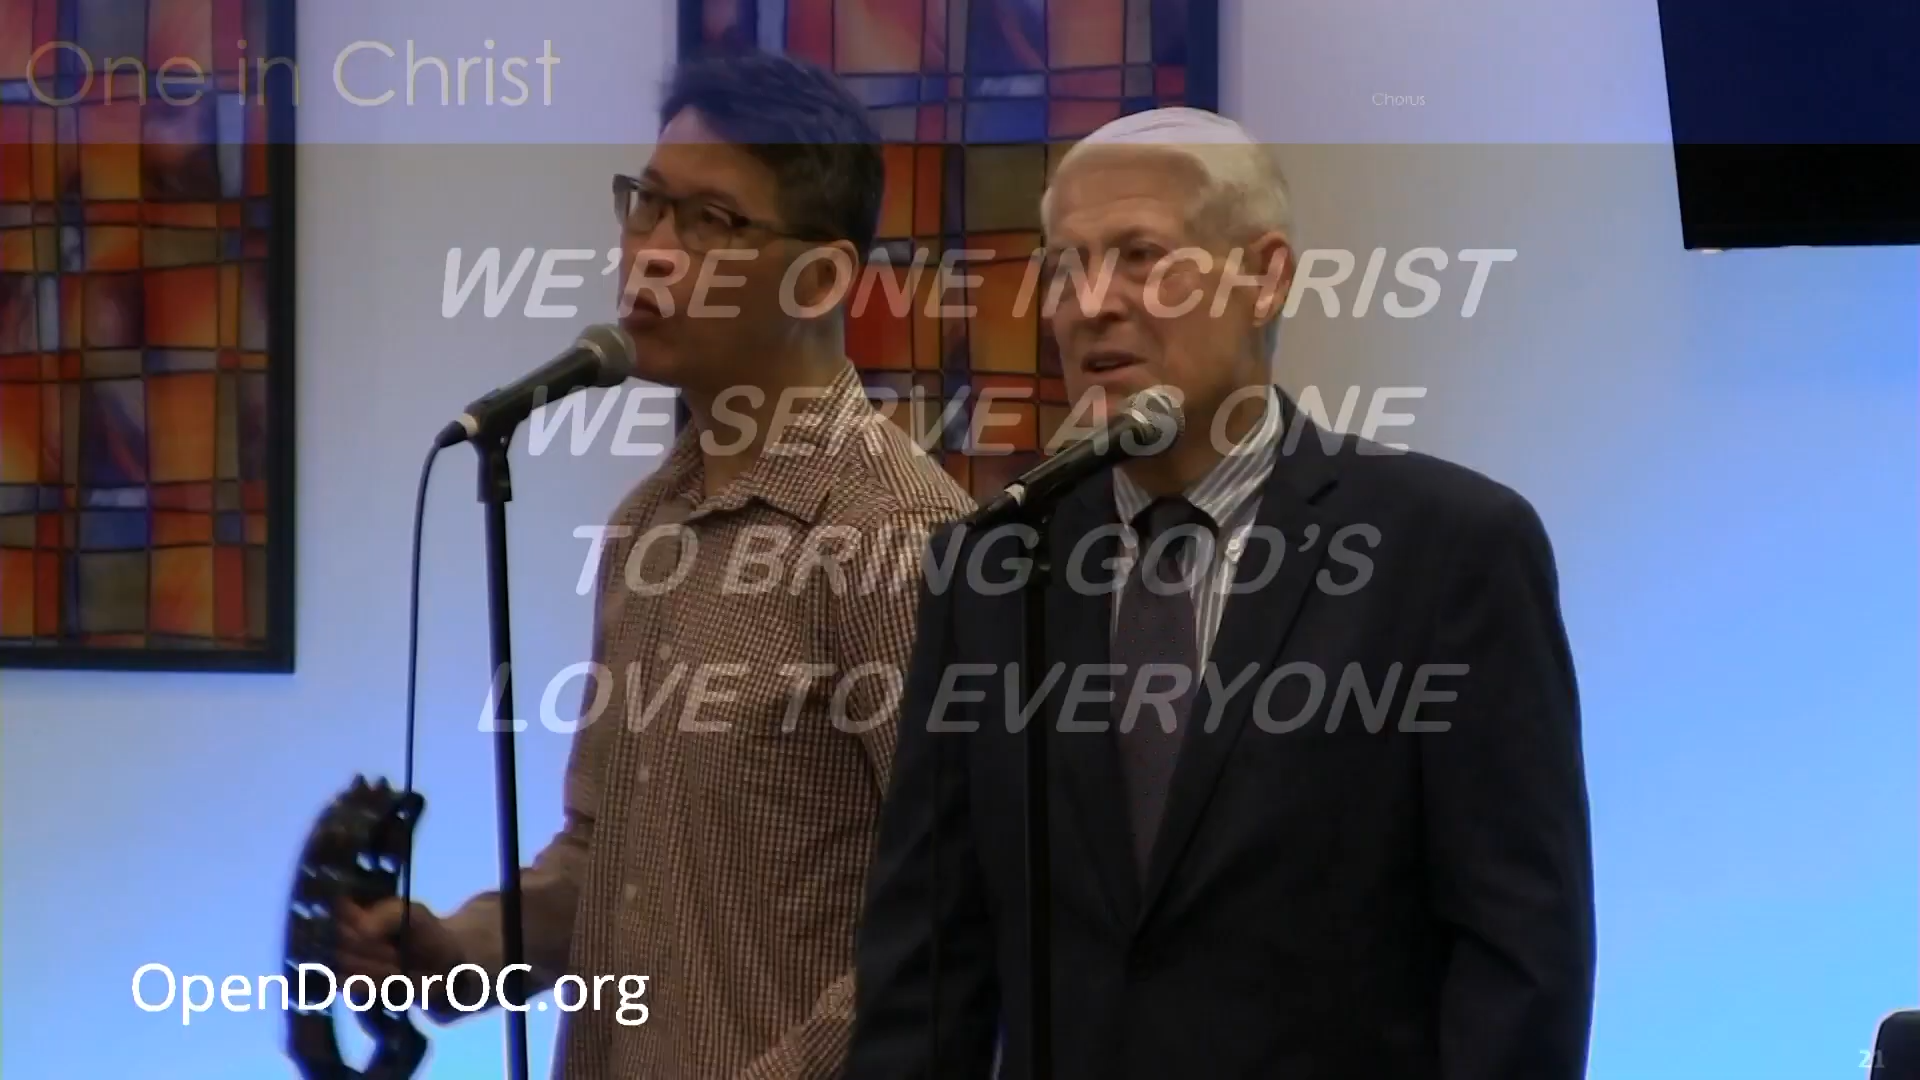 One in Christ
Chorus
WE'RE ONE IN CHRIST
WE SERVE AS ONE
TO BRING GOD'S
LOVE TO EVERYONE
OpenDoorOC.org
21